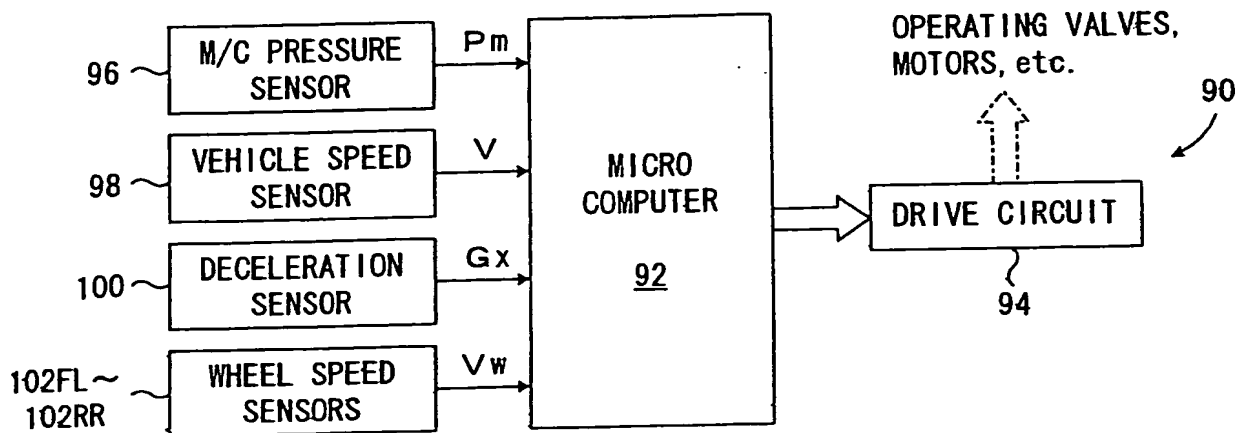 M/C PRESSURE
SENSOR
96
Pm
VEHICLE SPEED
SENSOR
98
V
DECELERATION
SENSOR
100
Gx
WHEEL SPEED
SENSORS
102FL~
102RR
Vw
MICRO
COMPUTER
92
OPERATING VALVES,
MOTORS, etc.
90
DRIVE CIRCUIT
94